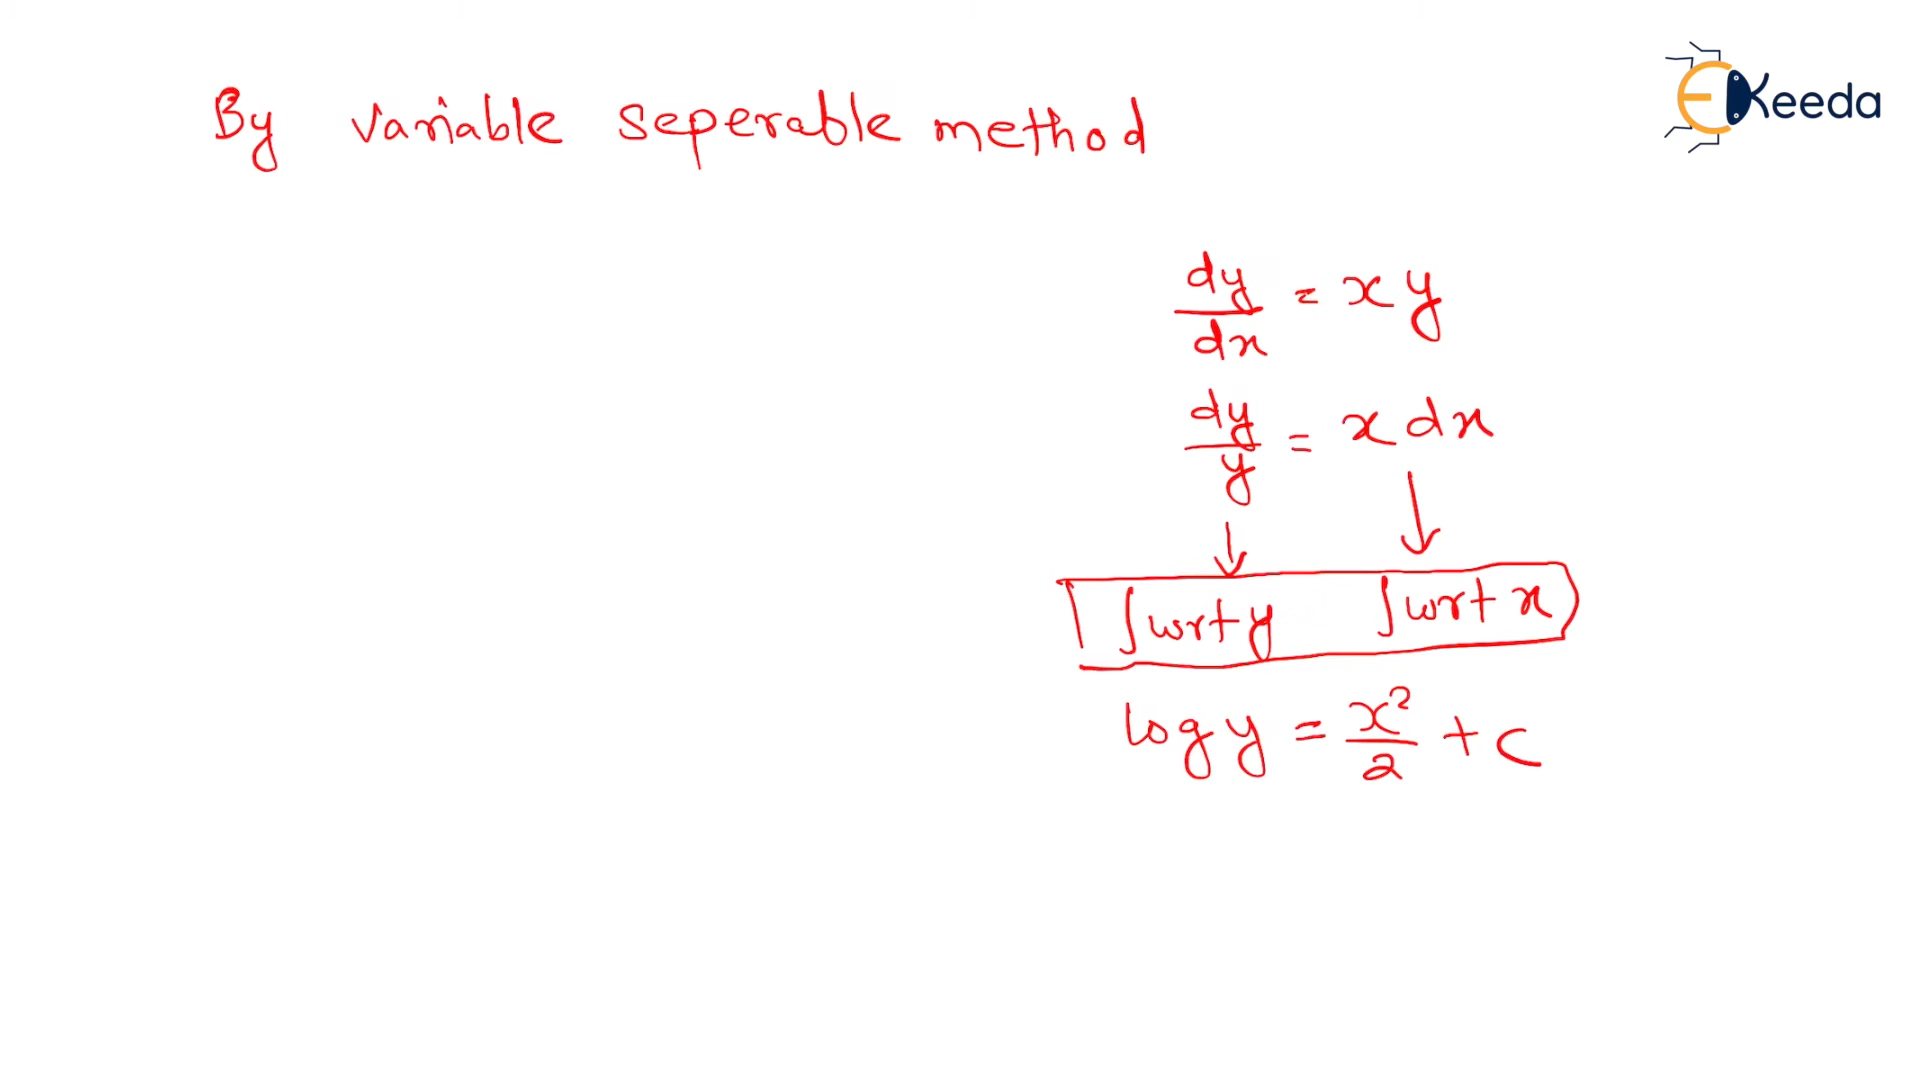 EKeeda
By variable seperable method
dy/dx = xy
dy/y = x dx
∫ wrt y ∫ wrt x
log y = x²/2 + c